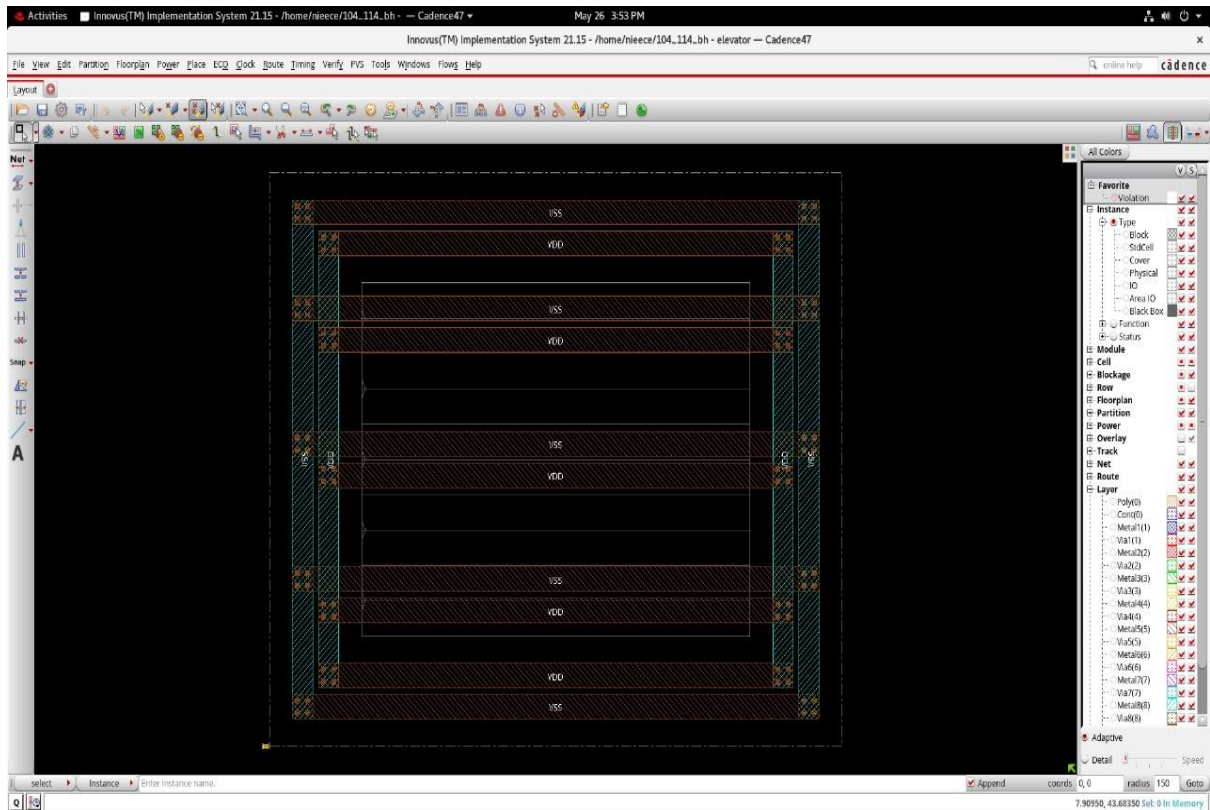 Activities Innovus(TM) Implementation System 21.15 - /home/nieece/104_114_bh - — Cadence47 May 26 3:53 PM
Innovus(TM) Implementation System 21.15 - /home/nieece/104_114_bh - elevator — Cadence47 x
File View Edit Partition Floorplan Power Place ECO Clock Route Timing Verify PVS Tools Windows Flows Help online help cādence
Layout
All Colors
Net
V S
Favorite
Violation
Instance
Type
Block
StdCell
Cover
Physical
IO
Area IO
Black Box
Function
Status
Module
Cell
Blockage
Row
Floorplan
Partition
Power
Overlay
Track
Net
Route
Layer
Poly(0)
Cont(0)
Metal1(1)
Via1(1)
Metal2(2)
Via2(2)
Metal3(3)
Via3(3)
Metal4(4)
Via4(4)
Metal5(5)
Via5(5)
Metal6(6)
Via6(6)
Metal7(7)
Via7(7)
Metal8(8)
Via8(8)
Snap
A
VSS
VDD
VSS
VDD
VSS
VSS VDD VDD VSS
VDD
VSS
VDD
VDD
VSS
Adaptive
Detail Speed
select Instance Enter instance name. Append coords 0, 0 radius 150 Goto
Q 7.90950, 43.68350 Sel: 0 In Memory